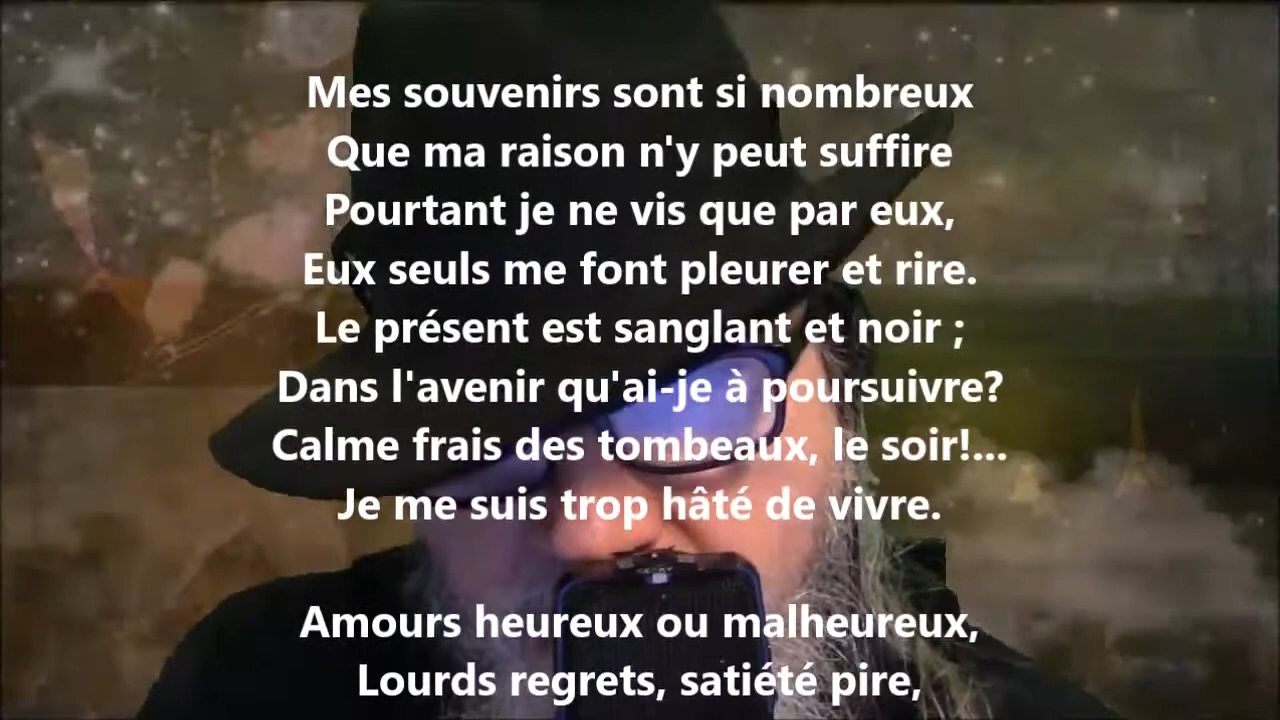 Mes souvenirs sont si nombreux
Que ma raison n'y peut suffire
Pourtant je ne vis que par eux,
Eux seuls me font pleurer et rire.
Le présent est sanglant et noir ;
Dans l'avenir qu'ai-je à poursuivre?
Calme frais des tombeaux, le soir!...
Je me suis trop hâté de vivre.
Amours heureux ou malheureux,
Lourds regrets, satiété pire,